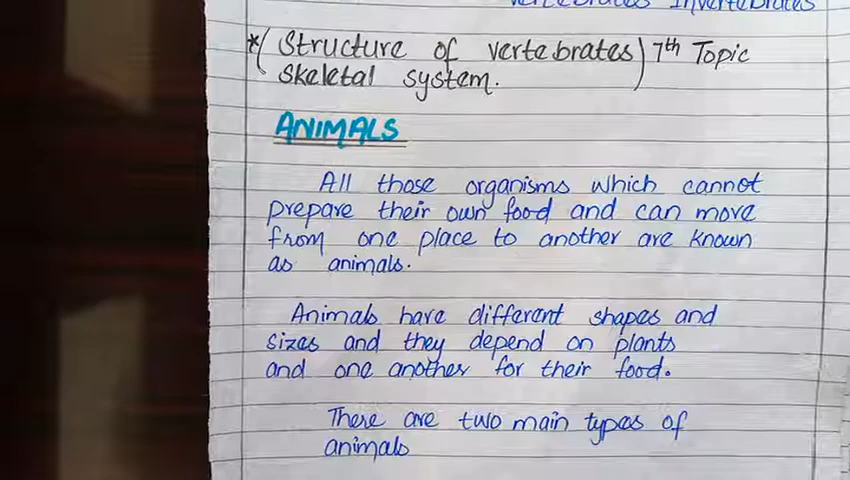 Vertebrates Invertebrates
*(Structure of vertebrates) 7th Topic
Skeletal system.
ANIMALS
All those organisms which cannot
prepare their own food and can move
from one place to another are known
as animals.
Animals have different shapes and
sizes and they depend on plants
and one another for their food.
There are two main types of
animals